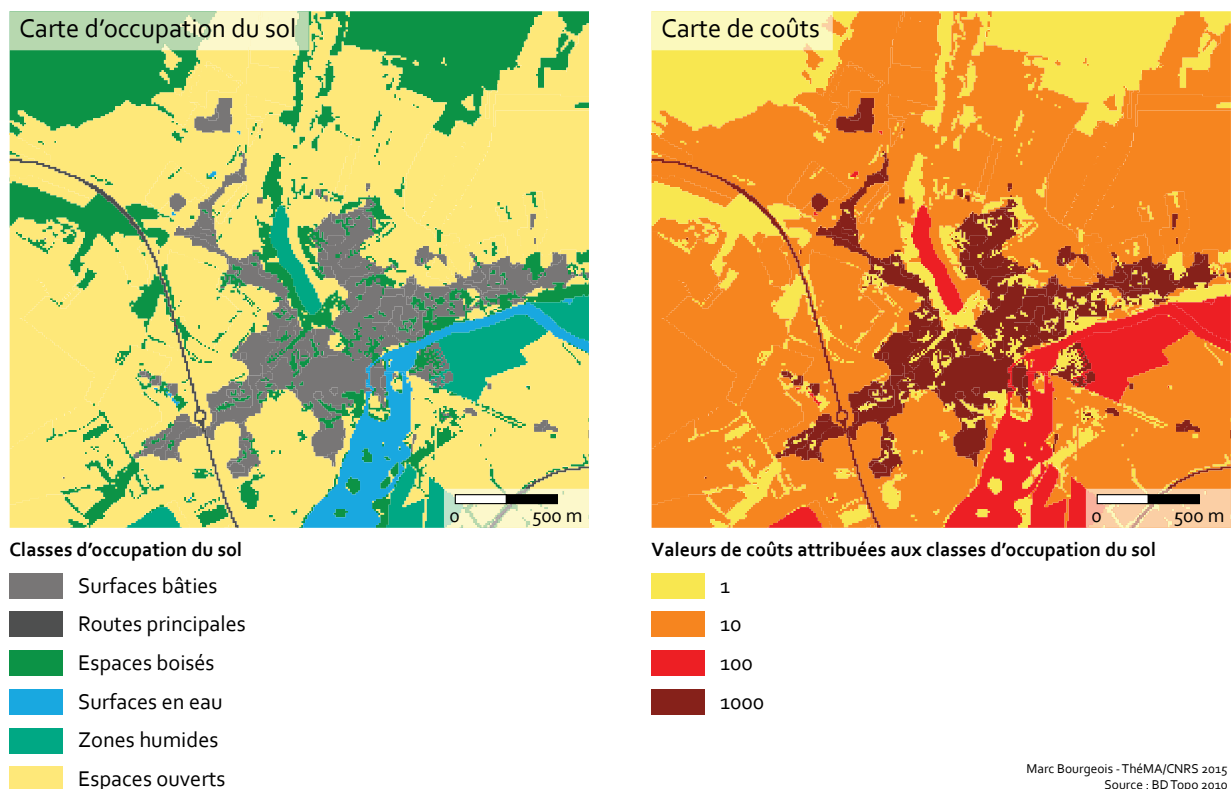 Carte d'occupation du sol
0 500 m
Classes d'occupation du sol
Surfaces bâties
Routes principales
Espaces boisés
Surfaces en eau
Zones humides
Espaces ouverts
Carte de coûts
0 500 m
Valeurs de coûts attribuées aux classes d'occupation du sol
1
10
100
1000
Marc Bourgeois - ThéMA/CNRS 2015
Source : BD Topo 2010